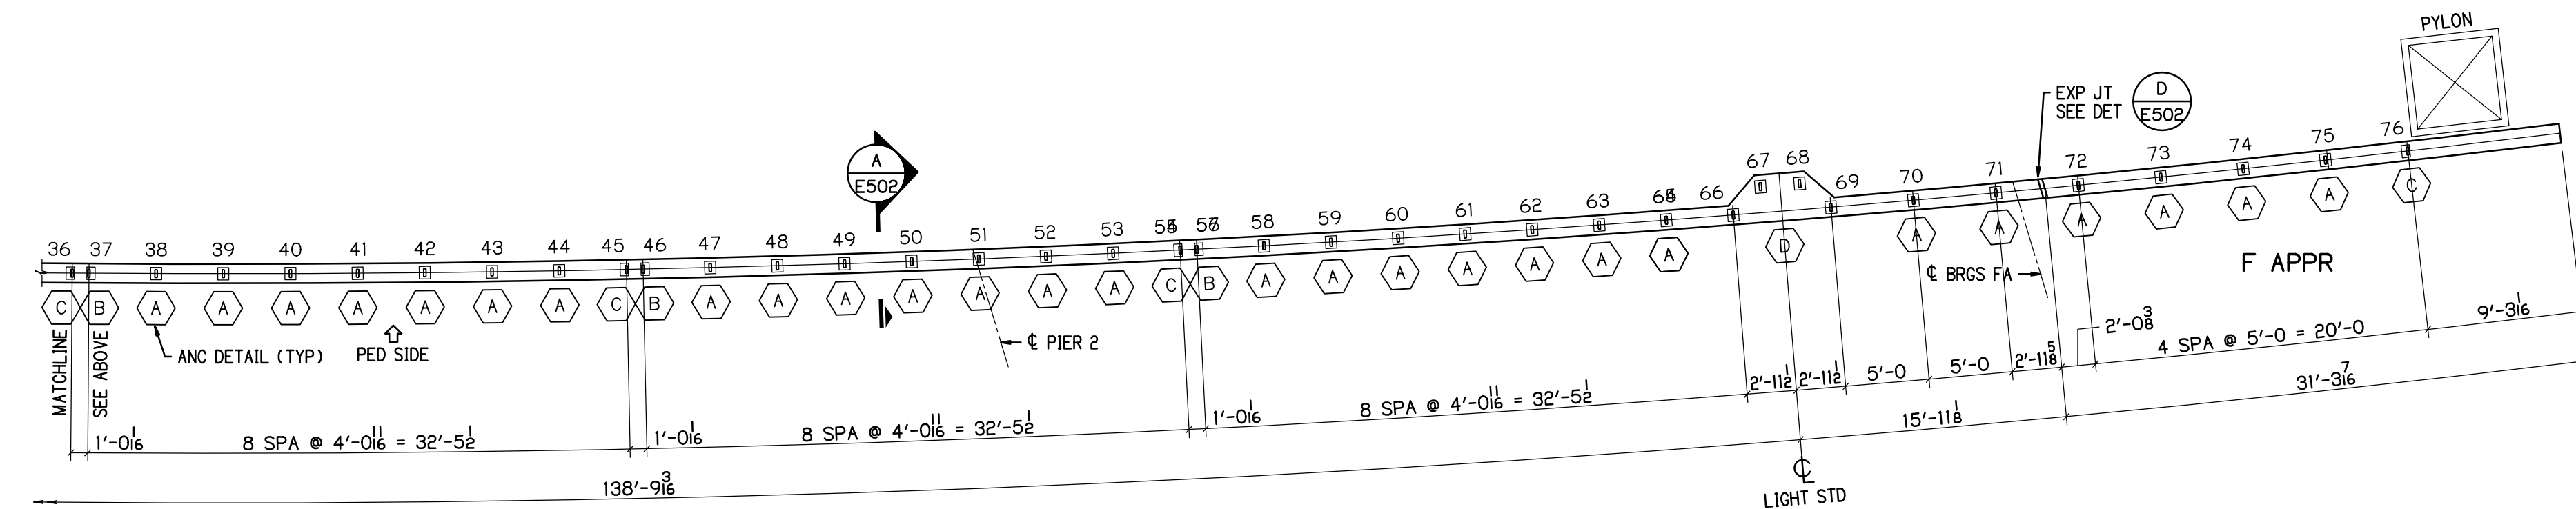 PYLON
EXP JT
SEE DET
D
E502
A
E502
36 37 38 39 40 41 42 43 44 45 46 47 48 49 50 51 52 53 58 59 60 61 62 63 66 67 68 69 70 71 72 73 74 75 76
C B A A A A A A A C B A A A A A A A C B A A A A A A A D A A A A A A C
F APPR
℄ BRGS FA
℄ PIER 2
MATCHLINE
SEE ABOVE
ANC DETAIL (TYP)
PED SIDE
1'-0 1/16
8 SPA @ 4'-0 11/16 = 32'-5 1/2
1'-0 1/16
8 SPA @ 4'-0 11/16 = 32'-5 1/2
1'-0 1/16
8 SPA @ 4'-0 11/16 = 32'-5 1/2
2'-11 1/2
2'-11 1/2
5'-0
5'-0
2'-11 5/8
2'-0 3/8
4 SPA @ 5'-0 = 20'-0
9'-3 1/16
138'-9 3/16
15'-11 1/8
31'-3 7/16
℄
LIGHT STD